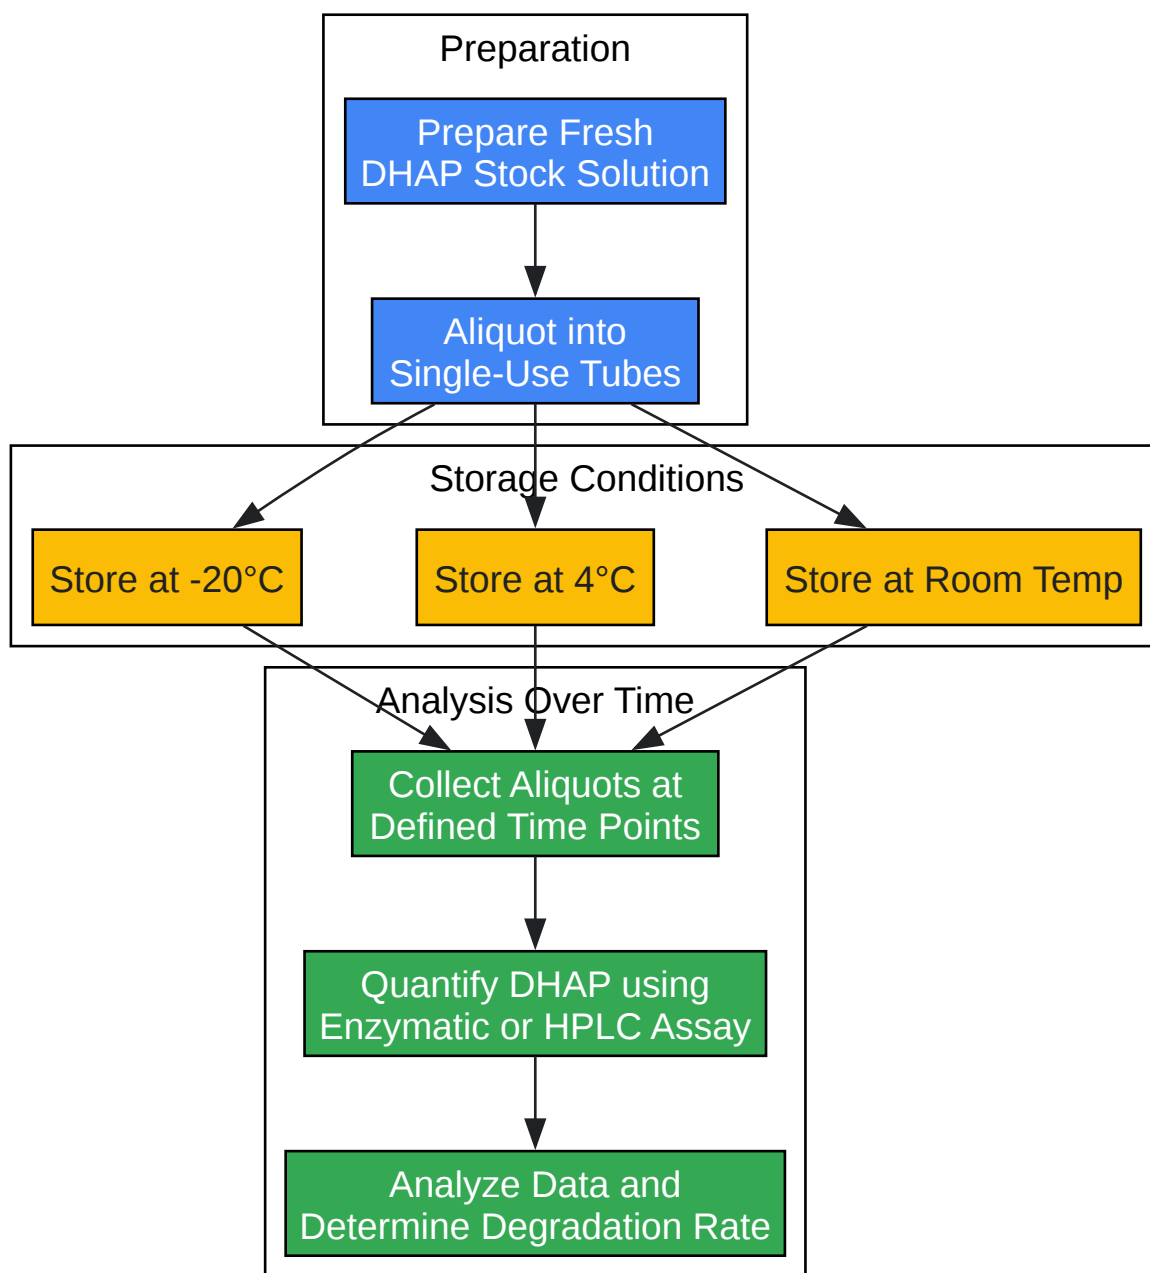 Preparation
Prepare Fresh
DHAP Stock Solution
Aliquot into
Single-Use Tubes
Storage Conditions
Store at -20°C
Store at 4°C
Store at Room Temp
Analysis Over Time
Collect Aliquots at
Defined Time Points
Quantify DHAP using
Enzymatic or HPLC Assay
Analyze Data and
Determine Degradation Rate